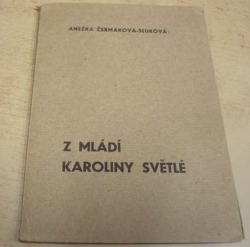 ANEŽKA ČERMÁKOVÁ-SLUKOVÁ:
Z MLÁDÍ
KAROLINY SVĚTLÉ